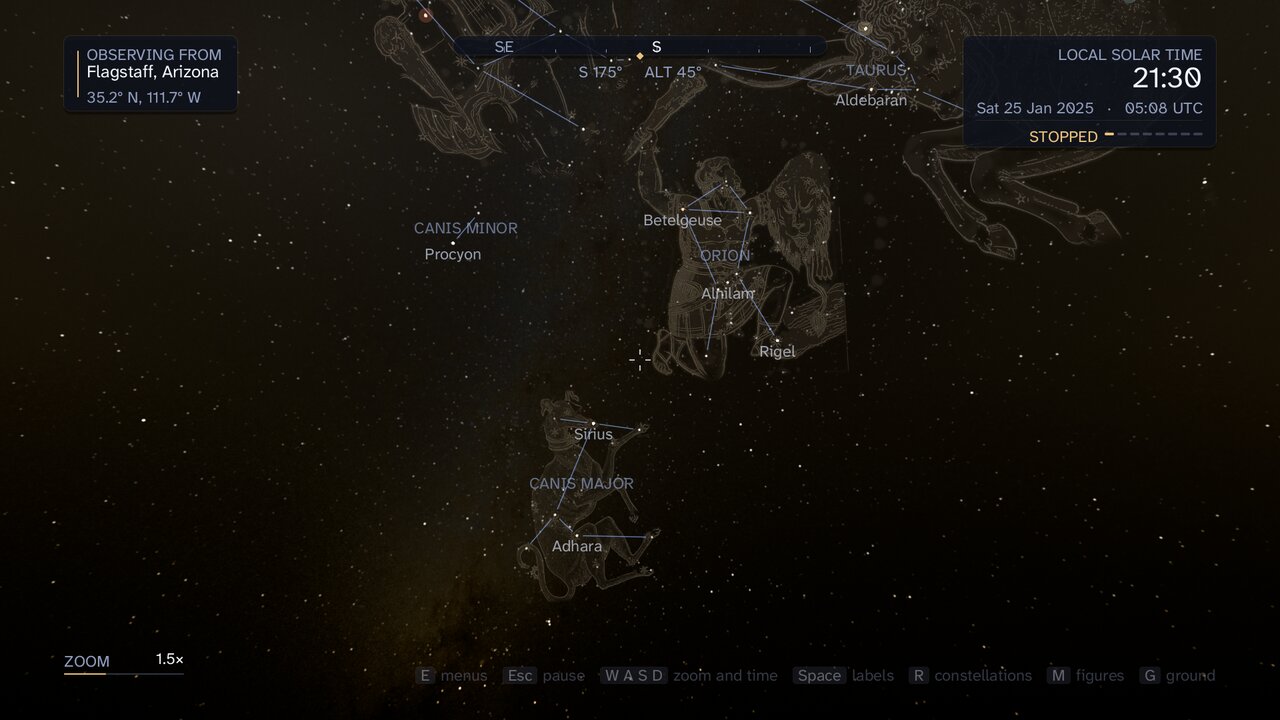 OBSERVING FROM
Flagstaff, Arizona
35.2° N, 111.7° W
SE
S
S 175°
ALT 45°
LOCAL SOLAR TIME
21:30
Sat 25 Jan 2025 · 05:08 UTC
STOPPED
TAURUS
Aldebaran
Betelgeuse
CANIS MINOR
Procyon
ORION
Alnilam
Rigel
Sirius
CANIS MAJOR
Adhara
ZOOM 1.5×
E menus Esc pause W A S D zoom and time Space labels R constellations M figures G ground